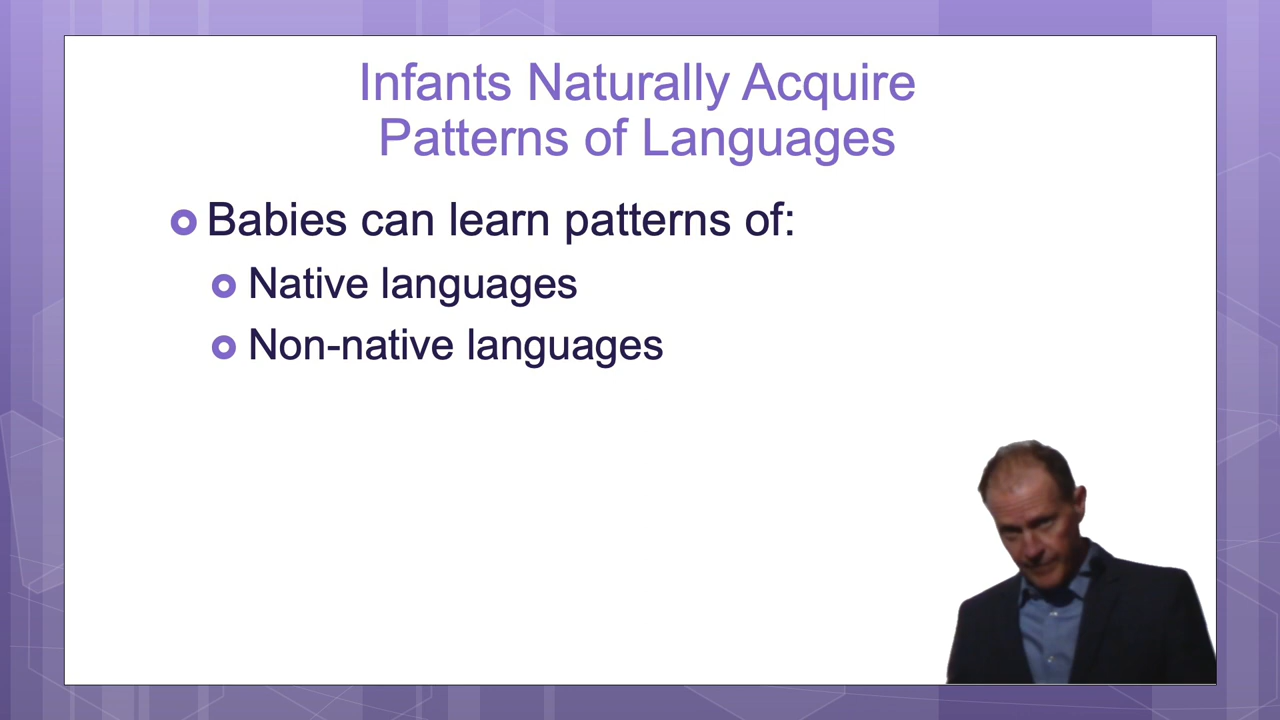 Infants Naturally Acquire
Patterns of Languages
Babies can learn patterns of:
Native languages
Non-native languages